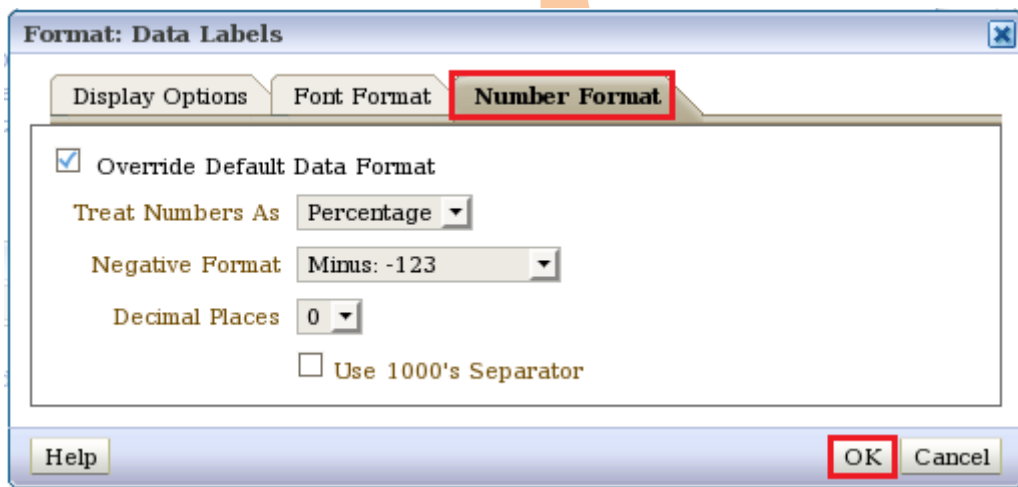 Format: Data Labels
Display Options Font Format Number Format
Override Default Data Format
Treat Numbers As Percentage
Negative Format Minus: -123
Decimal Places 0
Use 1000's Separator
Help OK Cancel